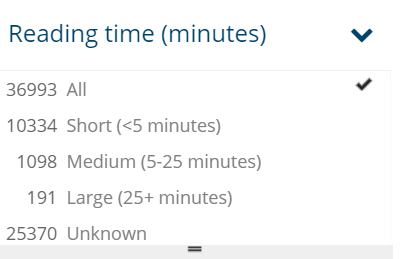 Reading time (minutes)
36993 All
10334 Short (<5 minutes)
1098 Medium (5-25 minutes)
191 Large (25+ minutes)
25370 Unknown